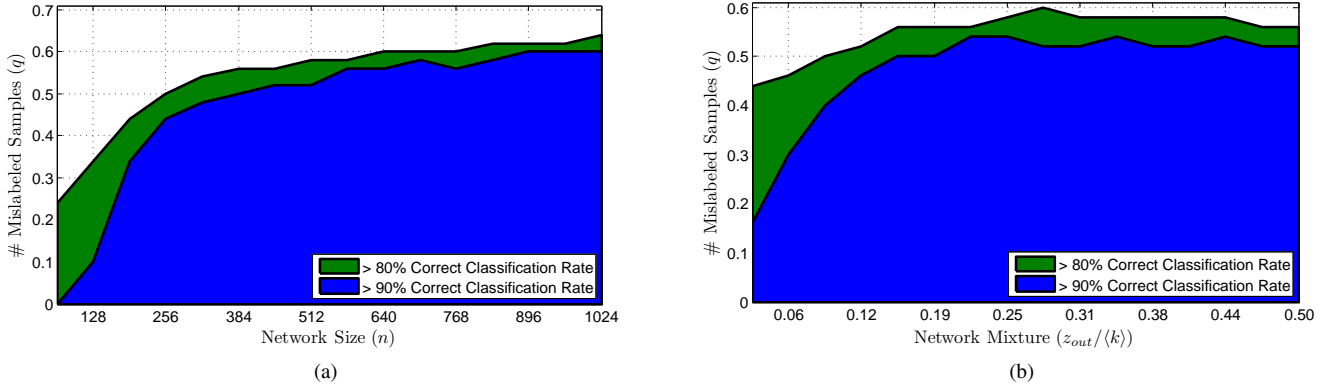 0.7
0.6
0.5
0.4
0.3
0.2
0.1
0
# Mislabeled Samples (q)
> 80% Correct Classification Rate
> 90% Correct Classification Rate
128 256 384 512 640 768 896 1024
Network Size (n)
(a)
0.6
0.5
0.4
0.3
0.2
0.1
0
# Mislabeled Samples (q)
> 80% Correct Classification Rate
> 90% Correct Classification Rate
0.06 0.12 0.19 0.25 0.31 0.38 0.44 0.50
Network Mixture (z_out/⟨k⟩)
(b)